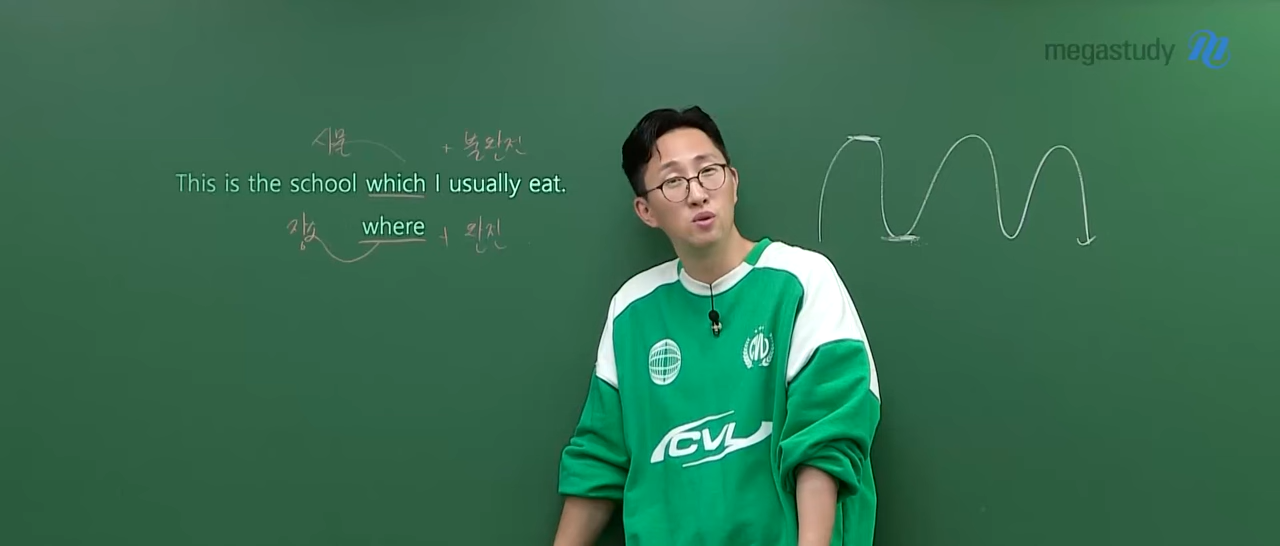 megastudy
사물 + 불완전
This is the school which I usually eat.
장소 where + 완전
CVL